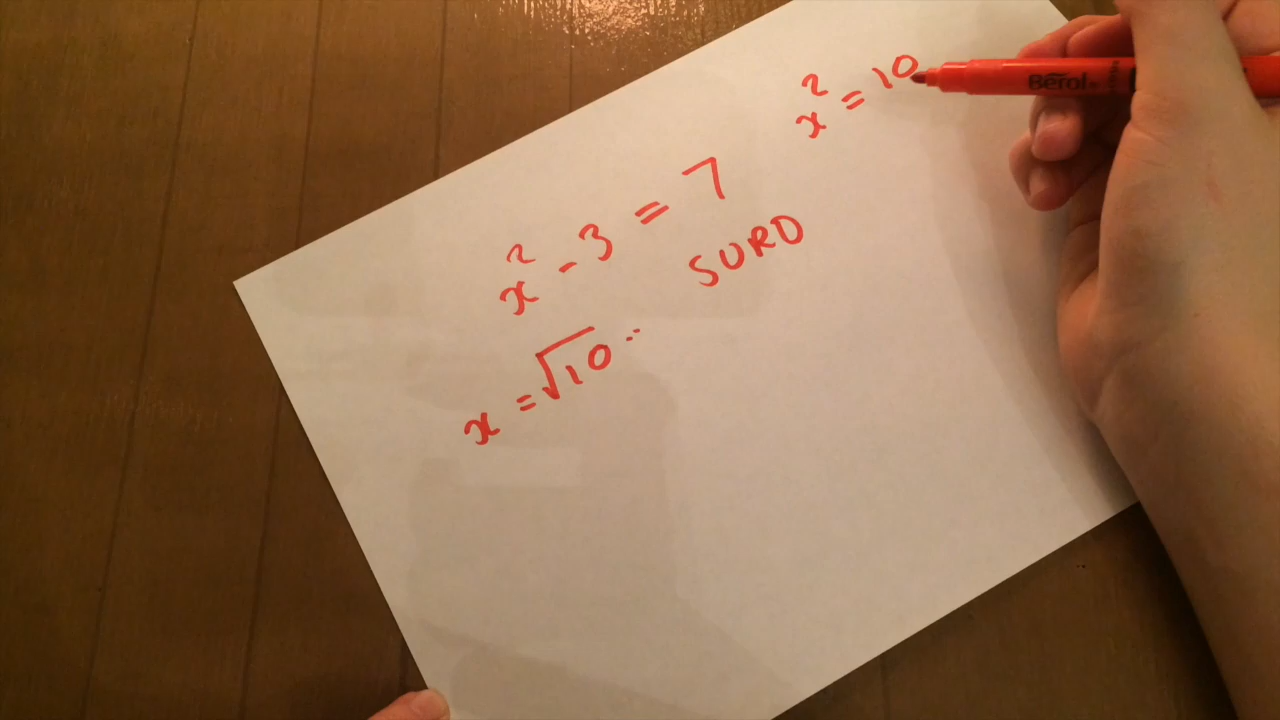 x² = 10
x² - 3 = 7
SURD
x = √10 ..
Berol